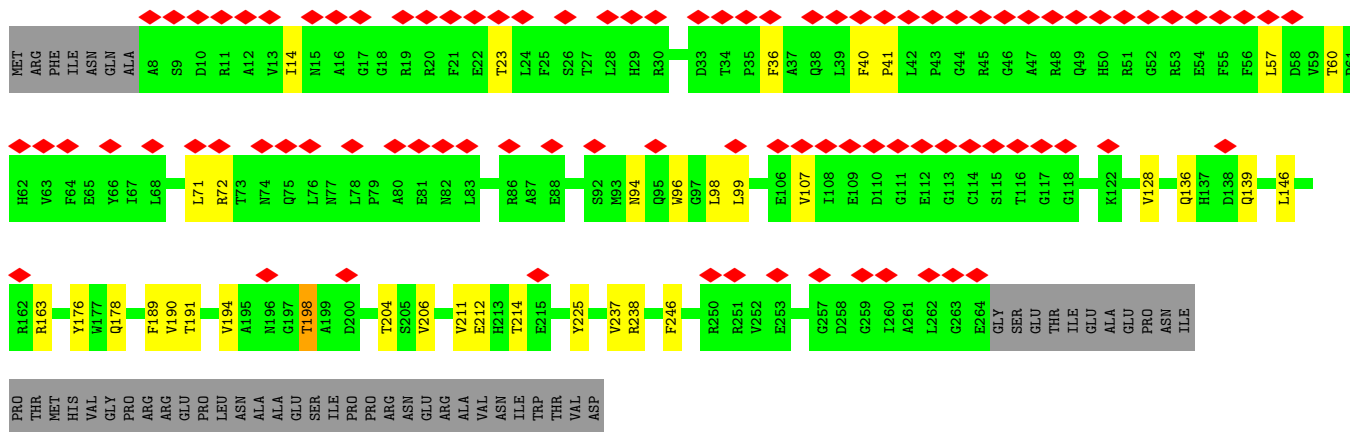 MET ARG PHE ILE ASN GLN ALA A8 S9 D10 R11 A12 V13 I14 N15 A16 G17 G18 R19 R20 F21 E22 T23 L24 F25 S26 T27 L28 H29 R30 D33 T34 P35 F36 A37 Q38 L39 F40 P41 L42 P43 G44 R45 G46 A47 R48 Q49 H50 R51 G52 R53 E54 F55 F56 L57 D58 V59 T60 D61
H62 V63 F64 E65 Y66 I67 L68 L71 R72 T73 N74 Q75 L76 N77 L78 P79 A80 E81 N82 L83 R86 A87 E88 S92 M93 N94 Q95 W96 G97 L98 L99 E106 V107 I108 E109 D110 G111 E112 G113 C114 S115 T116 G117 G118 K122 V128 Q136 H137 D138 Q139 L146
R162 R163 Y176 W177 Q178 F189 V190 T191 V194 A195 N196 G197 T198 A199 D200 T204 S205 V206 V211 E212 H213 T214 E215 Y225 V237 R238 F246 R250 R251 V252 E253 G257 D258 G259 I260 A261 L262 G263 E264 GLY SER GLU THR ILE GLU ALA GLU PRO ASN ILE
PRO THR MET HIS VAL GLY PRO ARG ARG GLU PRO LEU ASN ALA ALA GLU SER ILE PRO PRO ARG ASN GLU ARG ALA VAL ASN ILE TRP THR VAL ASP